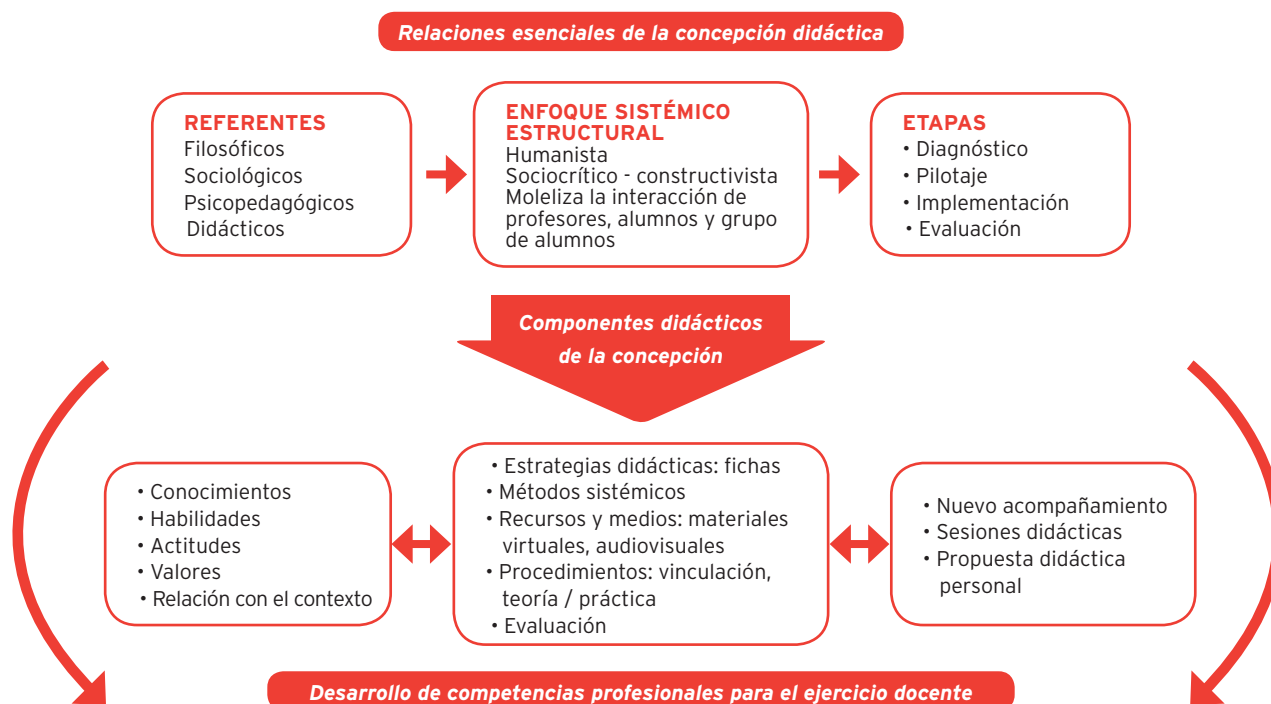 Relaciones esenciales de la concepción didáctica
REFERENTES
Filosóficos
Sociológicos
Psicopedagógicos
Didácticos
ENFOQUE SISTÉMICO
ESTRUCTURAL
Humanista
Sociocrítico - constructivista
Moleliza la interacción de
profesores, alumnos y grupo
de alumnos
ETAPAS
• Diagnóstico
• Pilotaje
• Implementación
• Evaluación
Componentes didácticos
de la concepción
• Conocimientos
• Habilidades
• Actitudes
• Valores
• Relación con el contexto
• Estrategias didácticas: fichas
• Métodos sistémicos
• Recursos y medios: materiales
virtuales, audiovisuales
• Procedimientos: vinculación,
teoría / práctica
• Evaluación
• Nuevo acompañamiento
• Sesiones didácticas
• Propuesta didáctica
personal
Desarrollo de competencias profesionales para el ejercicio docente